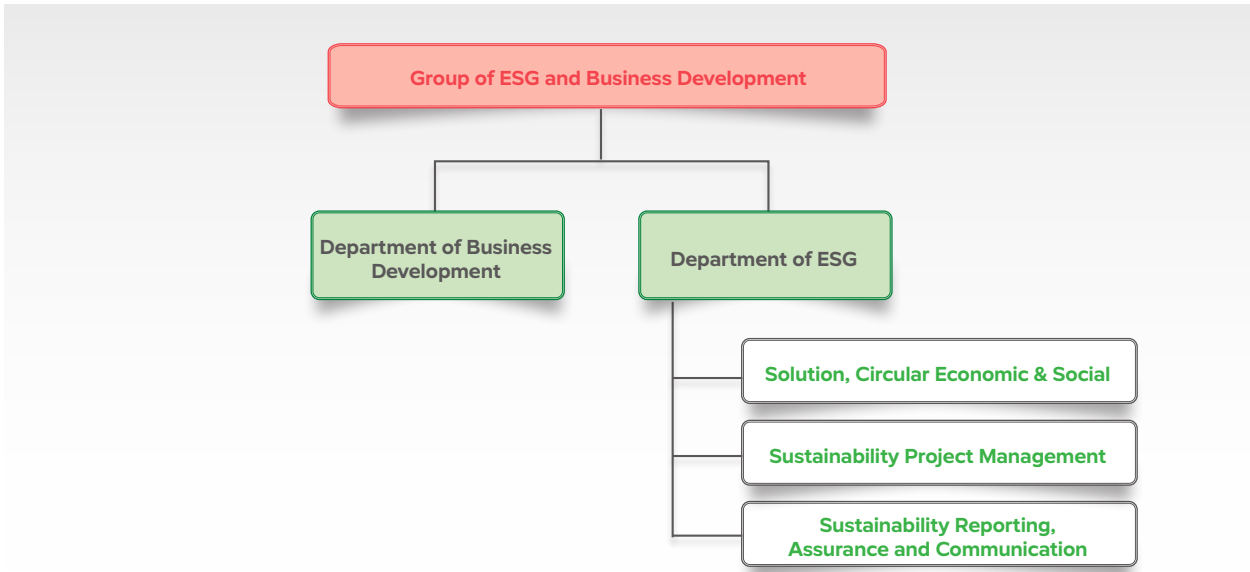 Group of ESG and Business Development
Department of Business
Development
Department of ESG
Solution, Circular Economic & Social
Sustainability Project Management
Sustainability Reporting,
Assurance and Communication